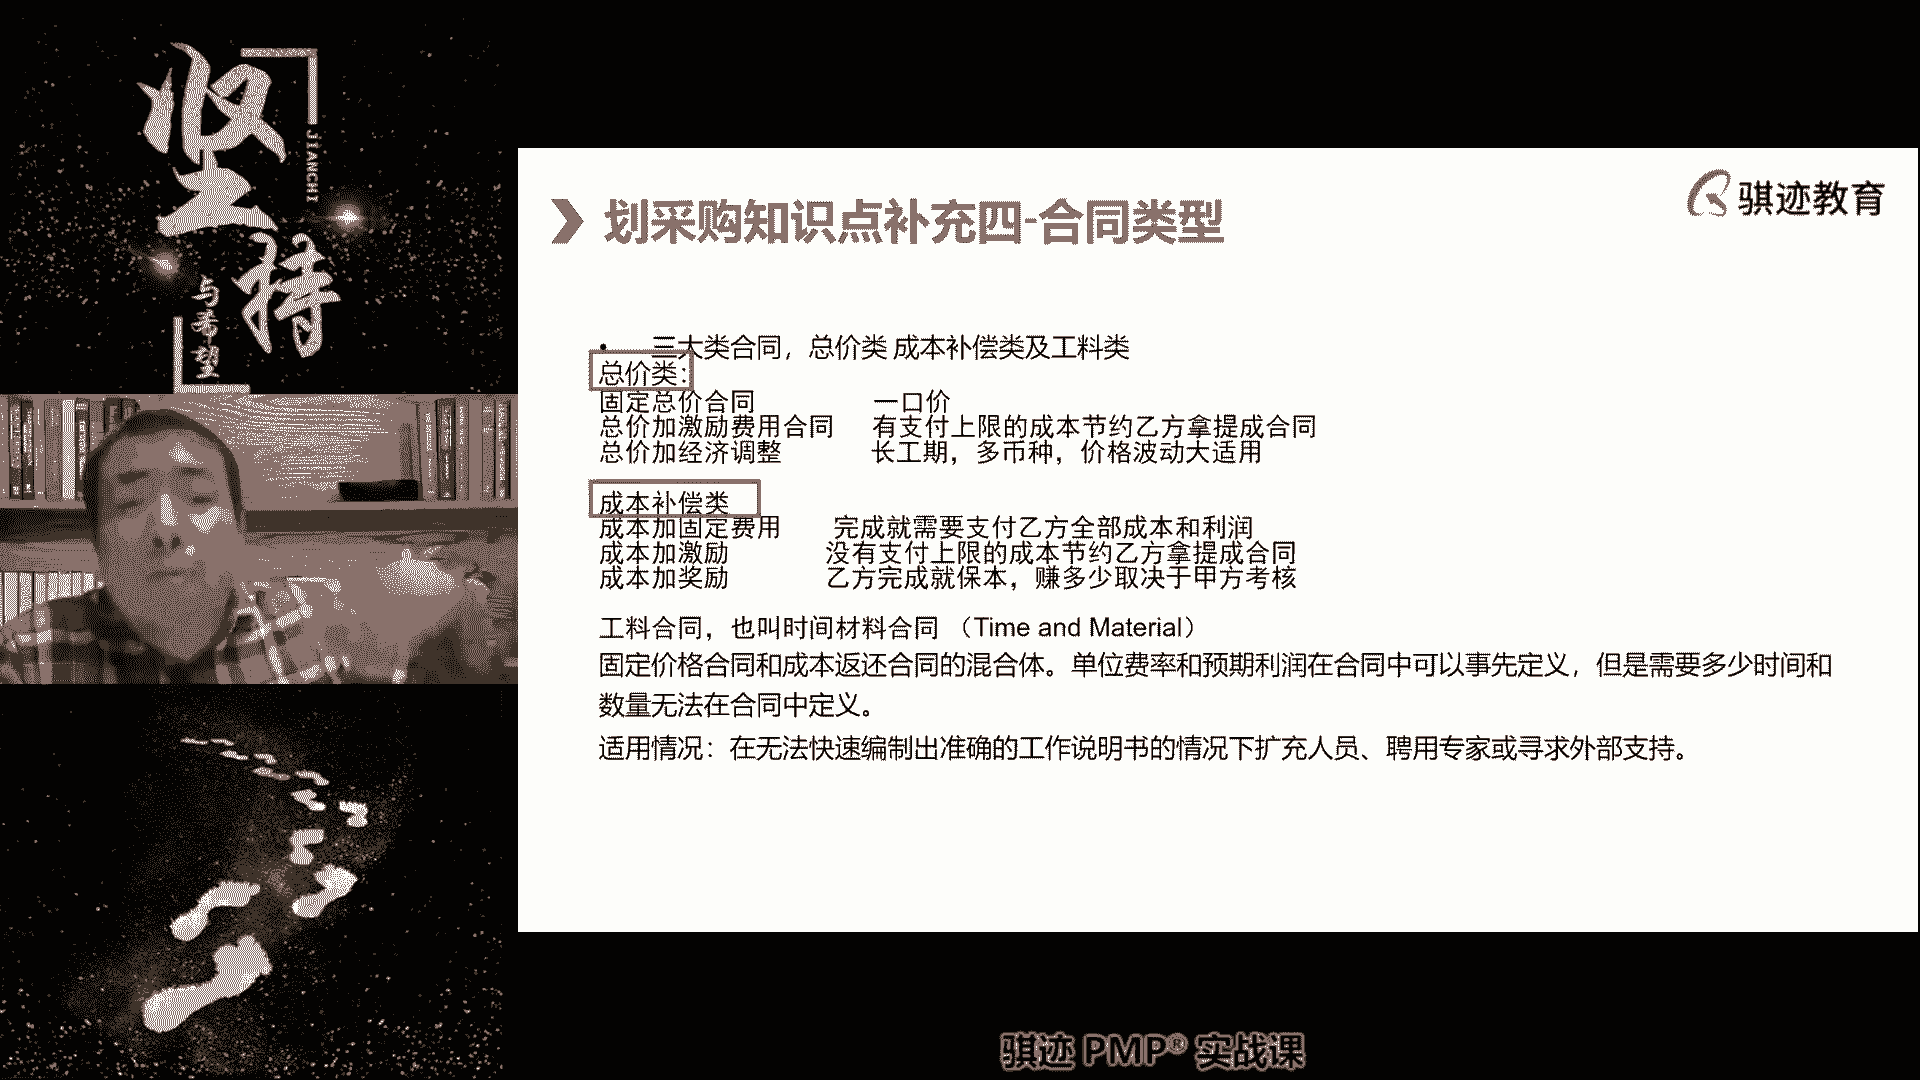 坚持
JIANCHI
与希望
骐迹教育
划采购知识点补充四-合同类型
• 三大类合同，总价类 成本补偿类及工料类
总价类：
固定总价合同 一口价
总价加激励费用合同 有支付上限的成本节约乙方拿提成合同
总价加经济调整 长工期，多币种，价格波动大适用
成本补偿类
成本加固定费用 完成就需要支付乙方全部成本和利润
成本加激励 没有支付上限的成本节约乙方拿提成合同
成本加奖励 乙方完成就保本，赚多少取决于甲方考核
工料合同，也叫时间材料合同 （Time and Material）
固定价格合同和成本返还合同的混合体。单位费率和预期利润在合同中可以事先定义，但是需要多少时间和
数量无法在合同中定义。
适用情况：在无法快速编制出准确的工作说明书的情况下扩充人员、聘用专家或寻求外部支持。
骐迹 PMP® 实战课